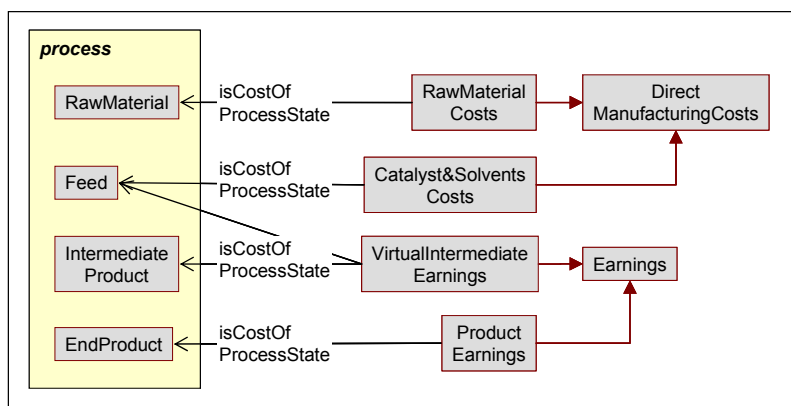 process
RawMaterial
isCostOf
ProcessState
RawMaterial
Costs
Direct
ManufacturingCosts
Feed
isCostOf
ProcessState
Catalyst&Solvents
Costs
Intermediate
Product
isCostOf
ProcessState
VirtualIntermediate
Earnings
Earnings
EndProduct
isCostOf
ProcessState
Product
Earnings